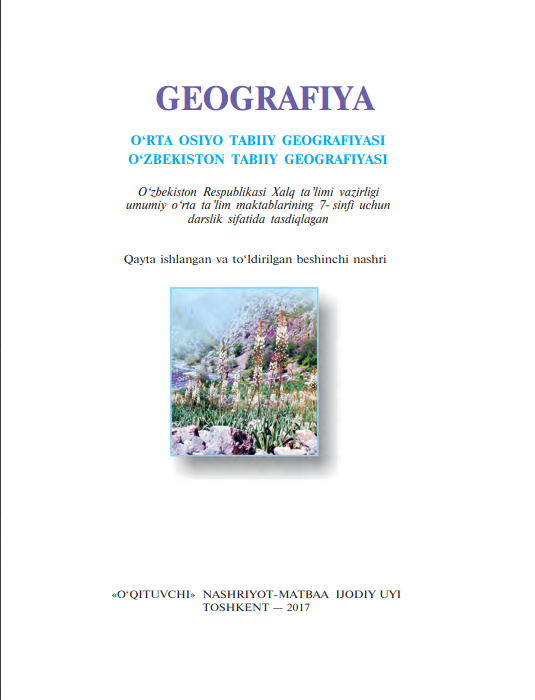 GEOGRAFIYA
O‘RTA OSIYO TABIIY GEOGRAFIYASI
O‘ZBEKISTON TABIIY GEOGRAFIYASI
O‘zbekiston Respublikasi Xalq ta’limi vazirligi
umumiy o‘rta ta’lim maktablarining 7- sinfi uchun
darslik sifatida tasdiqlagan
Qayta ishlangan va to‘ldirilgan beshinchi nashri
«O‘QITUVCHI» NASHRIYOT-MATBAA IJODIY UYI
TOSHKENT — 2017